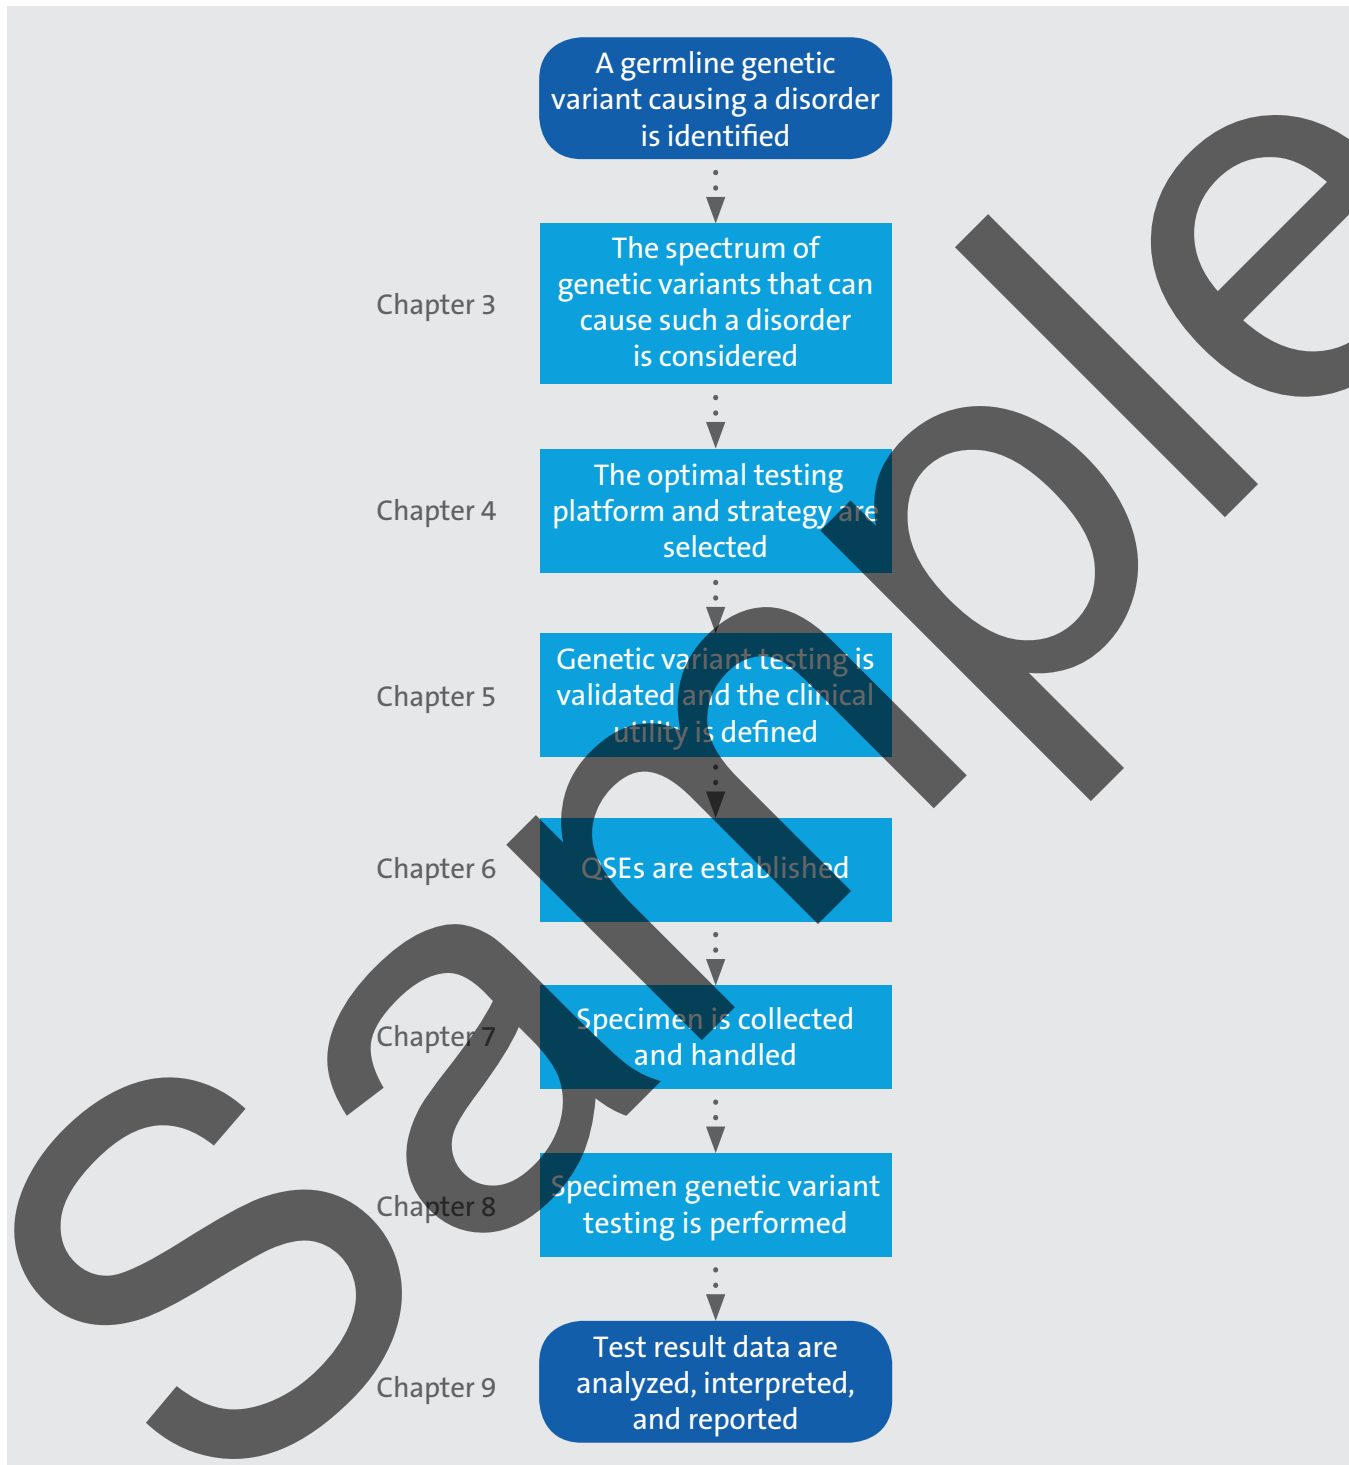 A germline genetic
variant causing a disorder
is identified
Chapter 3
The spectrum of
genetic variants that can
cause such a disorder
is considered
Chapter 4
The optimal testing
platform and strategy are
selected
Chapter 5
Genetic variant testing is
validated and the clinical
utility is defined
Chapter 6
QSEs are established
Chapter 7
Specimen is collected
and handled
Chapter 8
Specimen genetic variant
testing is performed
Chapter 9
Test result data are
analyzed, interpreted,
and reported
Sample